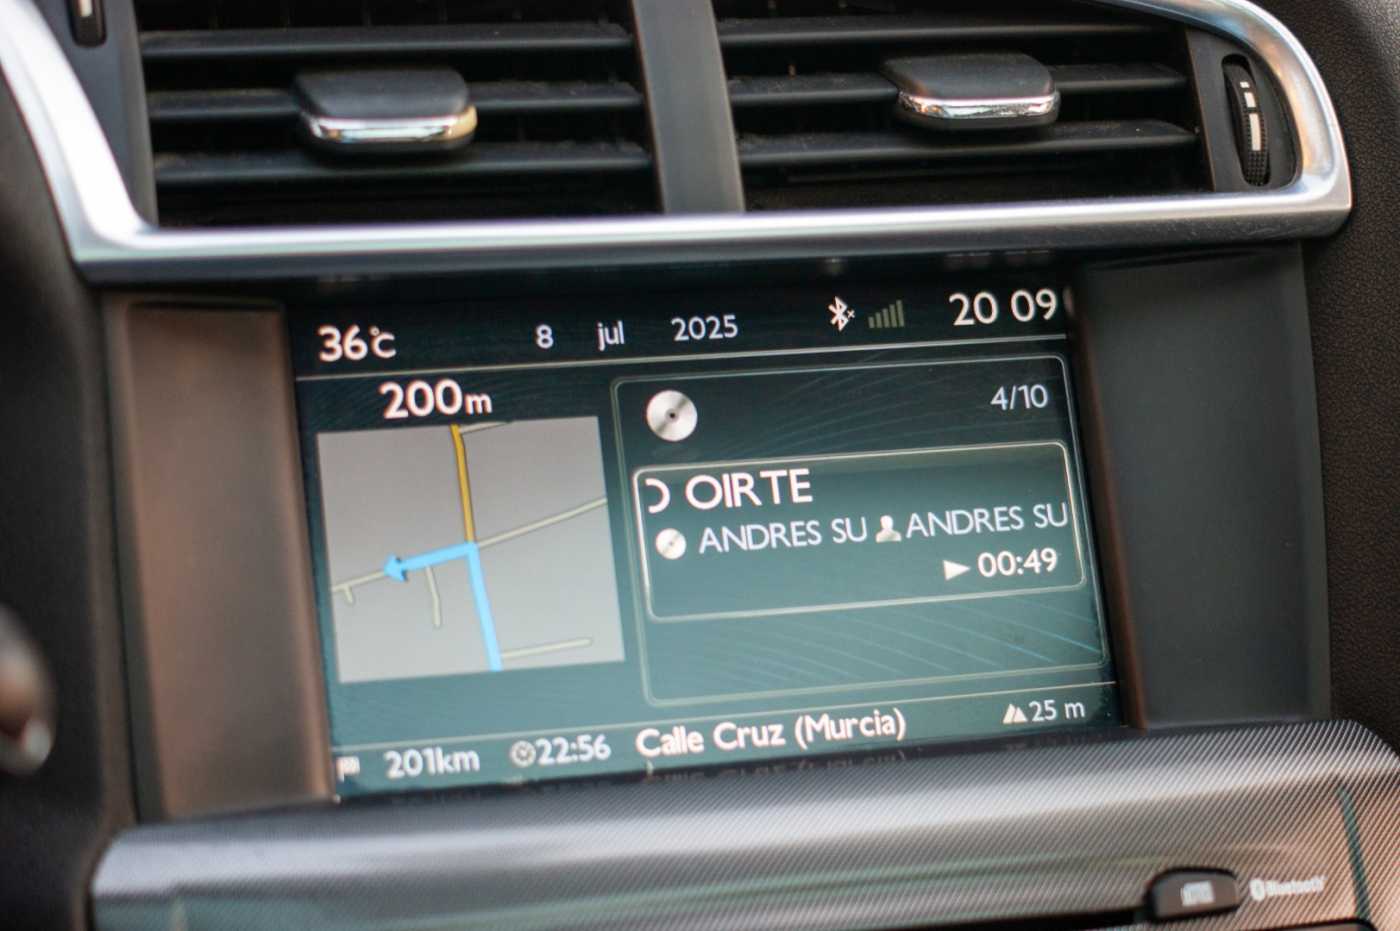 36°C 8 jul 2025 20 09
200m
4/10
OIRTE
ANDRES SU ANDRES SU
00:49
201km 22:56 Calle Cruz (Murcia) 25 m
Bluetooth